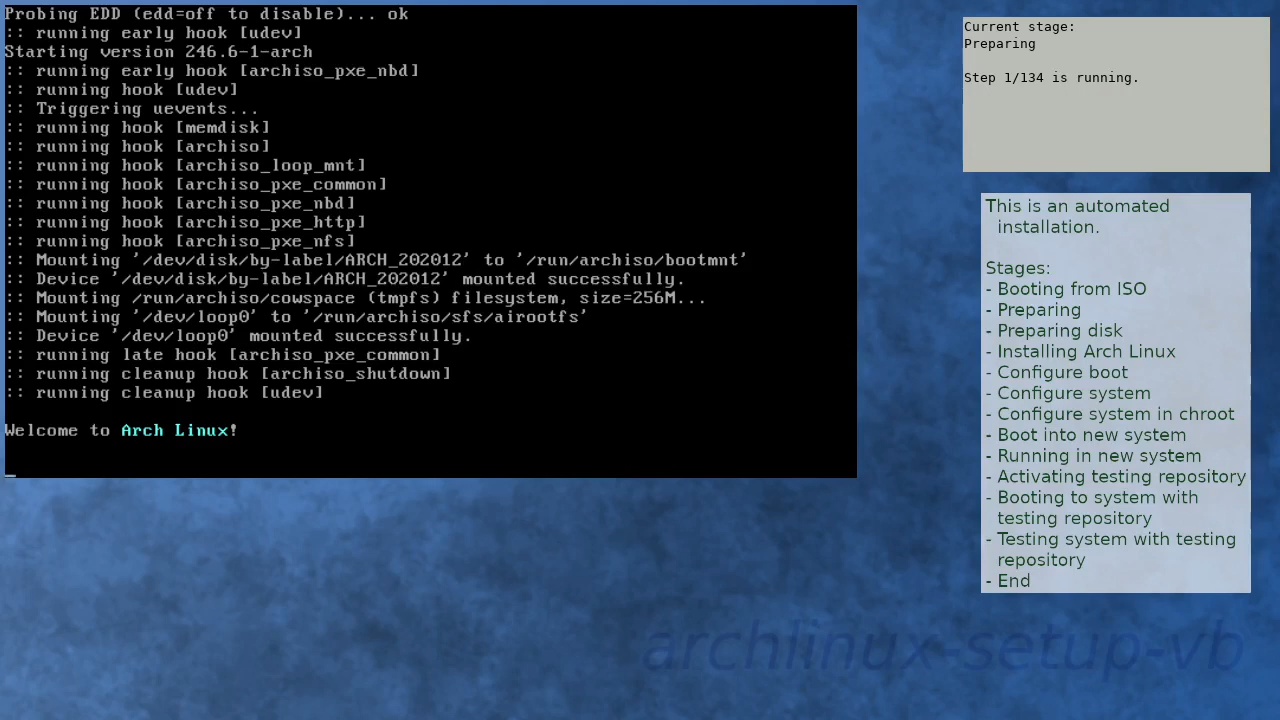 Probing EDD (edd=off to disable)... ok
:: running early hook [udev]
Starting version 246.6-1-arch
:: running early hook [archiso_pxe_nbd]
:: running hook [udev]
:: Triggering uevents...
:: running hook [memdisk]
:: running hook [archiso]
:: running hook [archiso_loop_mnt]
:: running hook [archiso_pxe_common]
:: running hook [archiso_pxe_nbd]
:: running hook [archiso_pxe_http]
:: running hook [archiso_pxe_nfs]
:: Mounting '/dev/disk/by-label/ARCH_202012' to '/run/archiso/bootmnt'
:: Device '/dev/disk/by-label/ARCH_202012' mounted successfully.
:: Mounting /run/archiso/cowspace (tmpfs) filesystem, size=256M...
:: Mounting '/dev/loop0' to '/run/archiso/sfs/airootfs'
:: Device '/dev/loop0' mounted successfully.
:: running late hook [archiso_pxe_common]
:: running cleanup hook [archiso_shutdown]
:: running cleanup hook [udev]
Welcome to Arch Linux!
Current stage:
Preparing
Step 1/134 is running.
This is an automated
installation.
Stages:
- Booting from ISO
- Preparing
- Preparing disk
- Installing Arch Linux
- Configure boot
- Configure system
- Configure system in chroot
- Boot into new system
- Running in new system
- Activating testing repository
- Booting to system with
testing repository
- Testing system with testing
repository
- End
archlinux-setup-vb